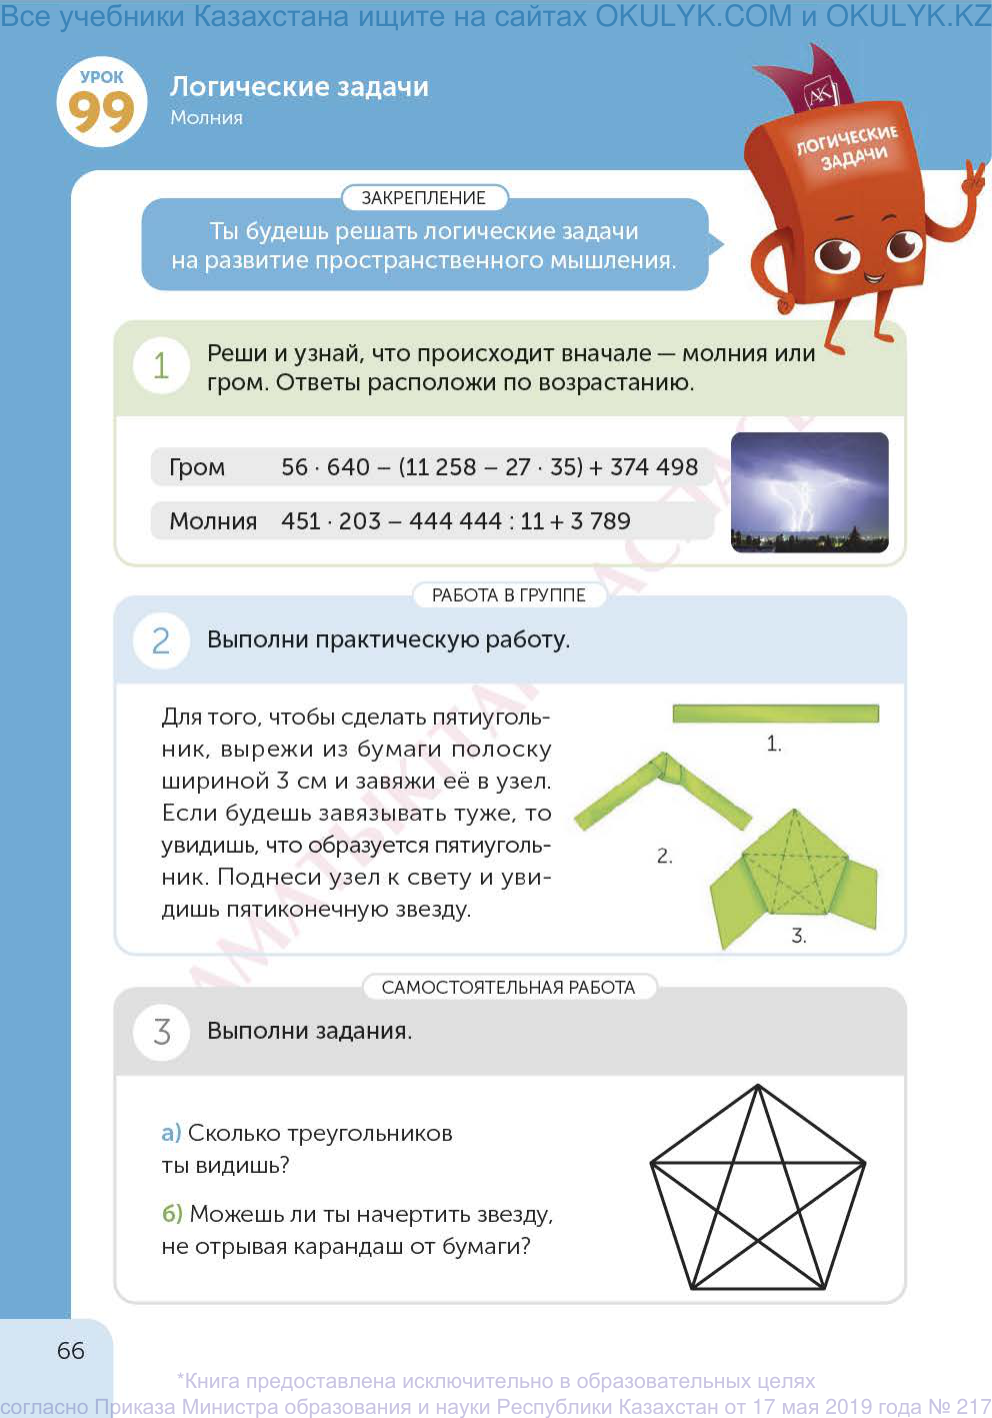 Все учебники Казахстана ищите на сайтах OKULYK.COM и OKULYK.KZ
УРОК
99
Логические задачи
Молния
АК
ЛОГИЧЕСКИЕ
ЗАДАЧИ
ЗАКРЕПЛЕНИЕ
Ты будешь решать логические задачи
на развитие пространственного мышления.
1
Реши и узнай, что происходит вначале — молния или
гром. Ответы расположи по возрастанию.
Гром 56 · 640 – (11 258 – 27 · 35) + 374 498
Молния 451 · 203 – 444 444 : 11 + 3 789
РАБОТА В ГРУППЕ
2
Выполни практическую работу.
Для того, чтобы сделать пятиуголь-
ник, вырежи из бумаги полоску
шириной 3 см и завяжи её в узел.
Если будешь завязывать туже, то
увидишь, что образуется пятиуголь-
ник. Поднеси узел к свету и уви-
дишь пятиконечную звезду.
1.
2.
3.
САМОСТОЯТЕЛЬНАЯ РАБОТА
3
Выполни задания.
а) Сколько треугольников
ты видишь?
б) Можешь ли ты начертить звезду,
не отрывая карандаш от бумаги?
66
*Книга предоставлена исключительно в образовательных целях
согласно Приказа Министра образования и науки Республики Казахстан от 17 мая 2019 года № 217